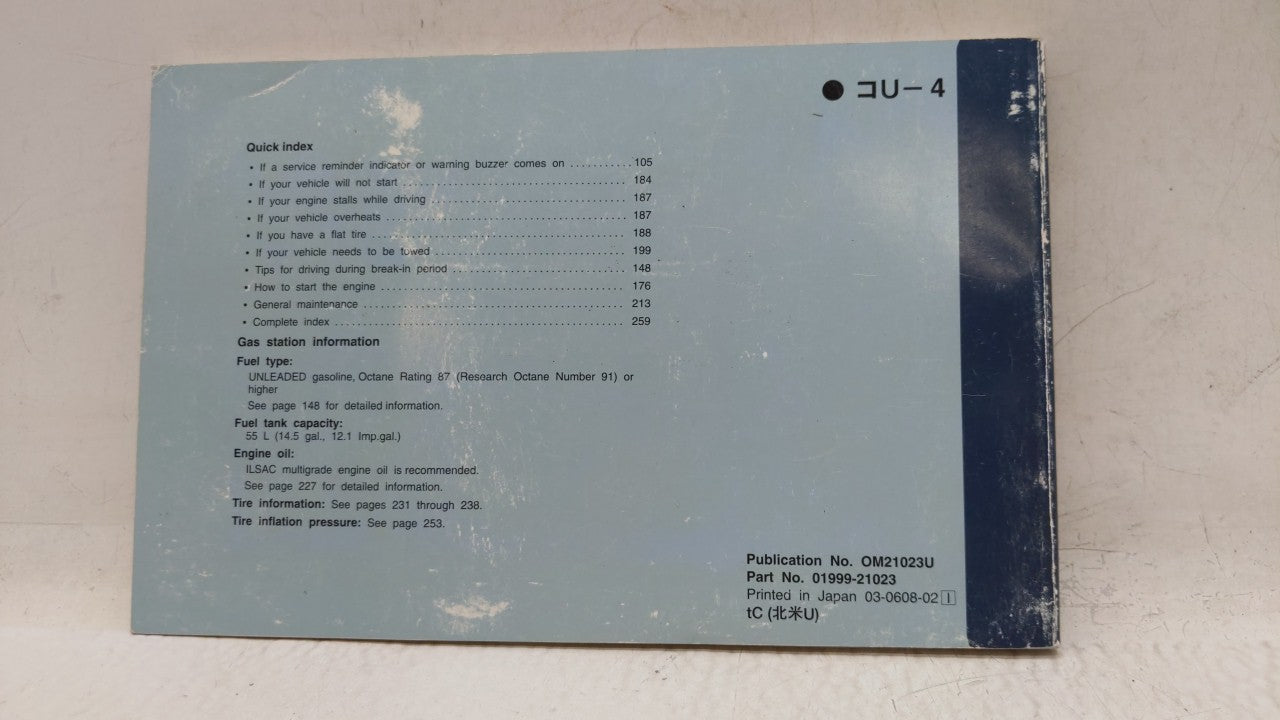 ● コU－4
Quick index
• If a service reminder indicator or warning buzzer comes on ........... 105
• If your vehicle will not start ........................................ 184
• If your engine stalls while driving .................................. 187
• If your vehicle overheats ........................................... 187
• If you have a flat tire .............................................. 188
• If your vehicle needs to be towed .................................. 199
• Tips for driving during break-in period .............................. 148
• How to start the engine ............................................ 176
• General maintenance .............................................. 213
• Complete index ................................................... 259
Gas station information
Fuel type:
UNLEADED gasoline, Octane Rating 87 (Research Octane Number 91) or
higher
See page 148 for detailed information.
Fuel tank capacity:
55 L (14.5 gal., 12.1 Imp.gal.)
Engine oil:
ILSAC multigrade engine oil is recommended.
See page 227 for detailed information.
Tire information: See pages 231 through 238.
Tire inflation pressure: See page 253.
Publication No. OM21023U
Part No. 01999-21023
Printed in Japan 03-0608-02 I
tC (北米U)